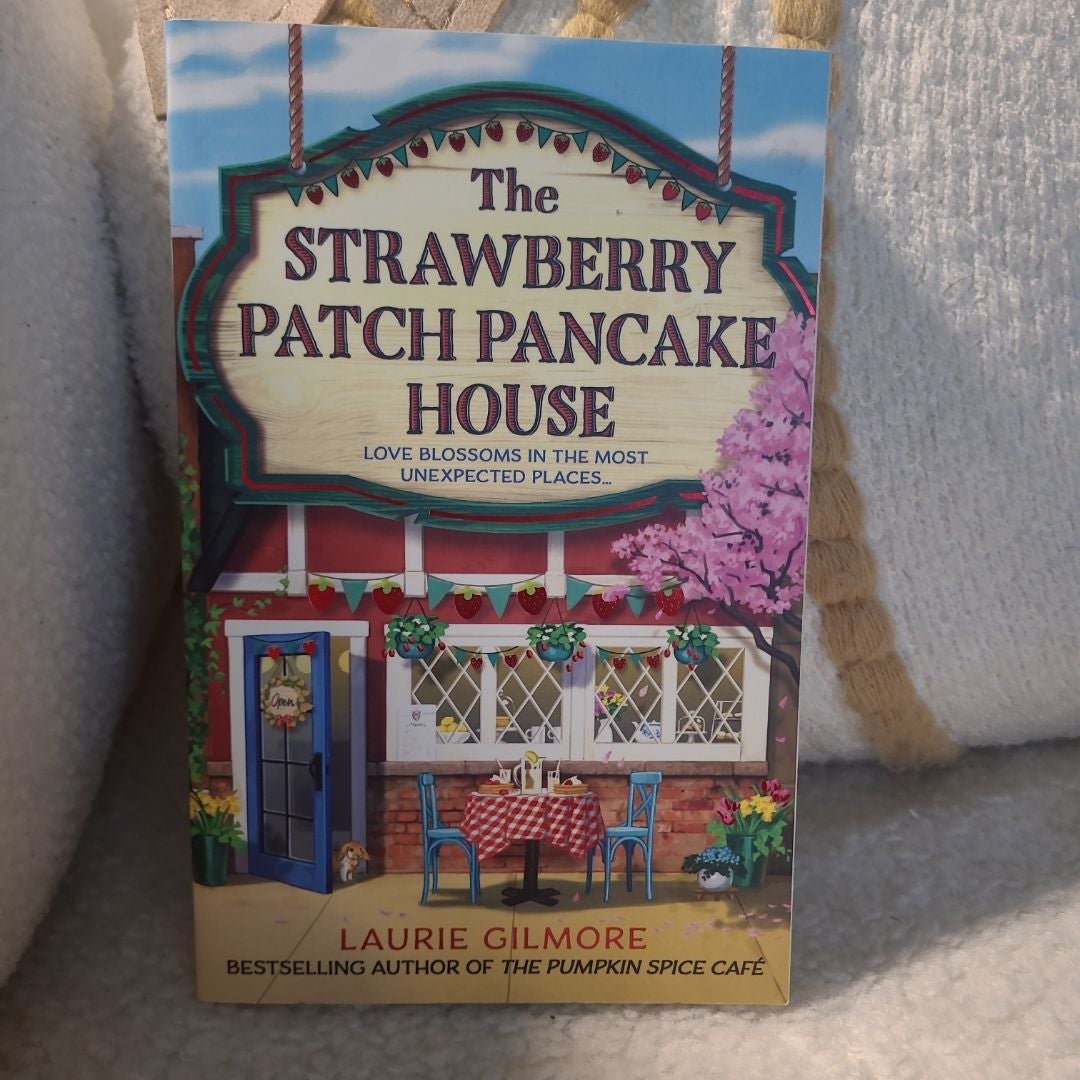 The
STRAWBERRY
PATCH PANCAKE
HOUSE
LOVE BLOSSOMS IN THE MOST
UNEXPECTED PLACES...
Open
LAURIE GILMORE
BESTSELLING AUTHOR OF THE PUMPKIN SPICE CAFÉ